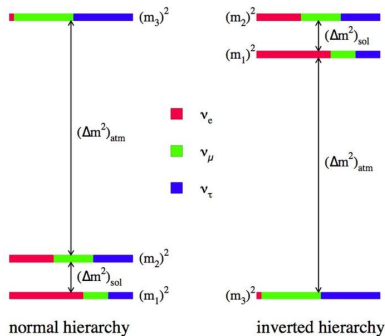 (m₃)²
(Δm²)atm
(m₂)²
(Δm²)sol
(m₁)²
normal hierarchy
νe
νμ
ντ
(m₂)²
(Δm²)sol
(m₁)²
(Δm²)atm
(m₃)²
inverted hierarchy